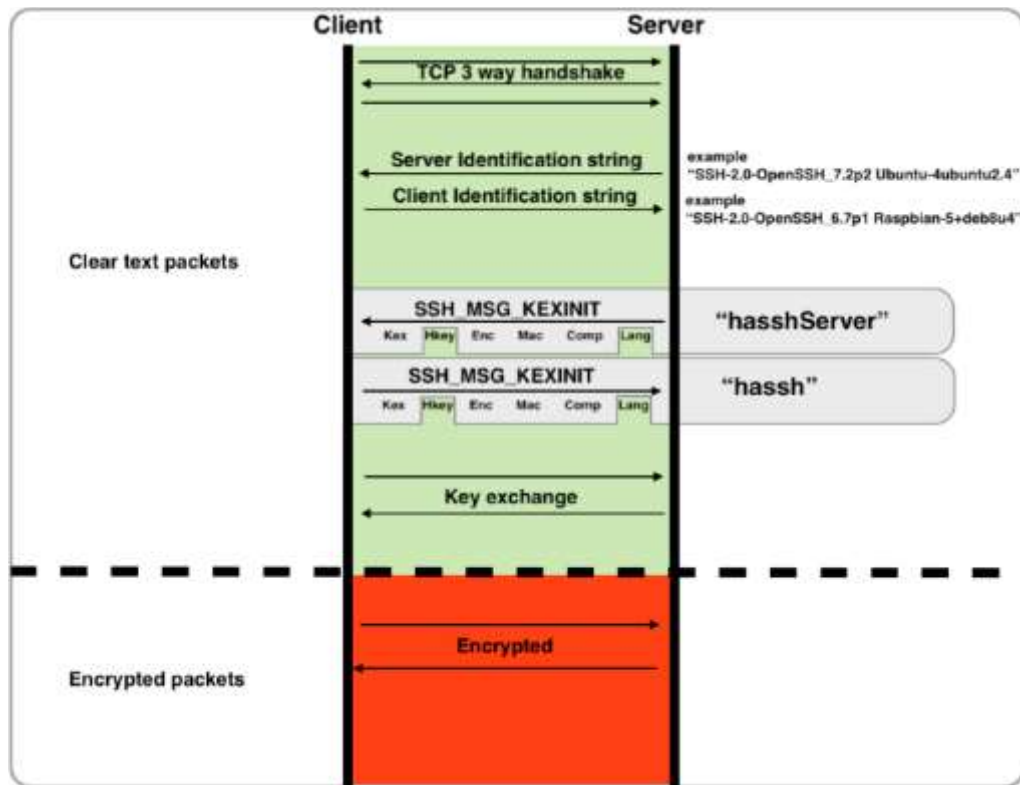 Client
Server
TCP 3 way handshake
Server Identification string
example
“SSH-2.0-OpenSSH_7.2p2 Ubuntu-4ubuntu2.4”
Client Identification string
example
“SSH-2.0-OpenSSH_6.7p1 Raspbian-5+deb8u4”
Clear text packets
SSH_MSG_KEXINIT
Kex Hkey Enc Mac Comp Lang
“hasshServer”
SSH_MSG_KEXINIT
Kex Hkey Enc Mac Comp Lang
“hassh”
Key exchange
Encrypted
Encrypted packets